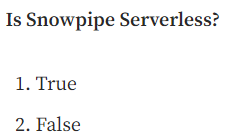 Is Snowpipe Serverless?
1. True
2. False